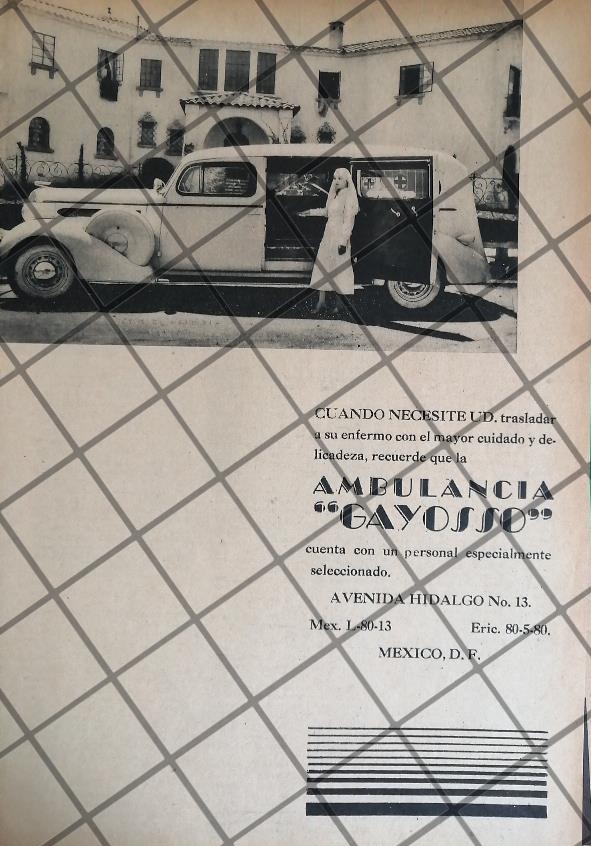 CUANDO NECESITE UD. trasladar
a su enfermo con el mayor cuidado y de-
licadeza, recuerde que la
AMBULANCIA
"GAYOSSO"
cuenta con un personal especialmente
seleccionado.
AVENIDA HIDALGO No. 13.
Mex. L-80-13 Eric. 80-5-80.
MEXICO, D. F.